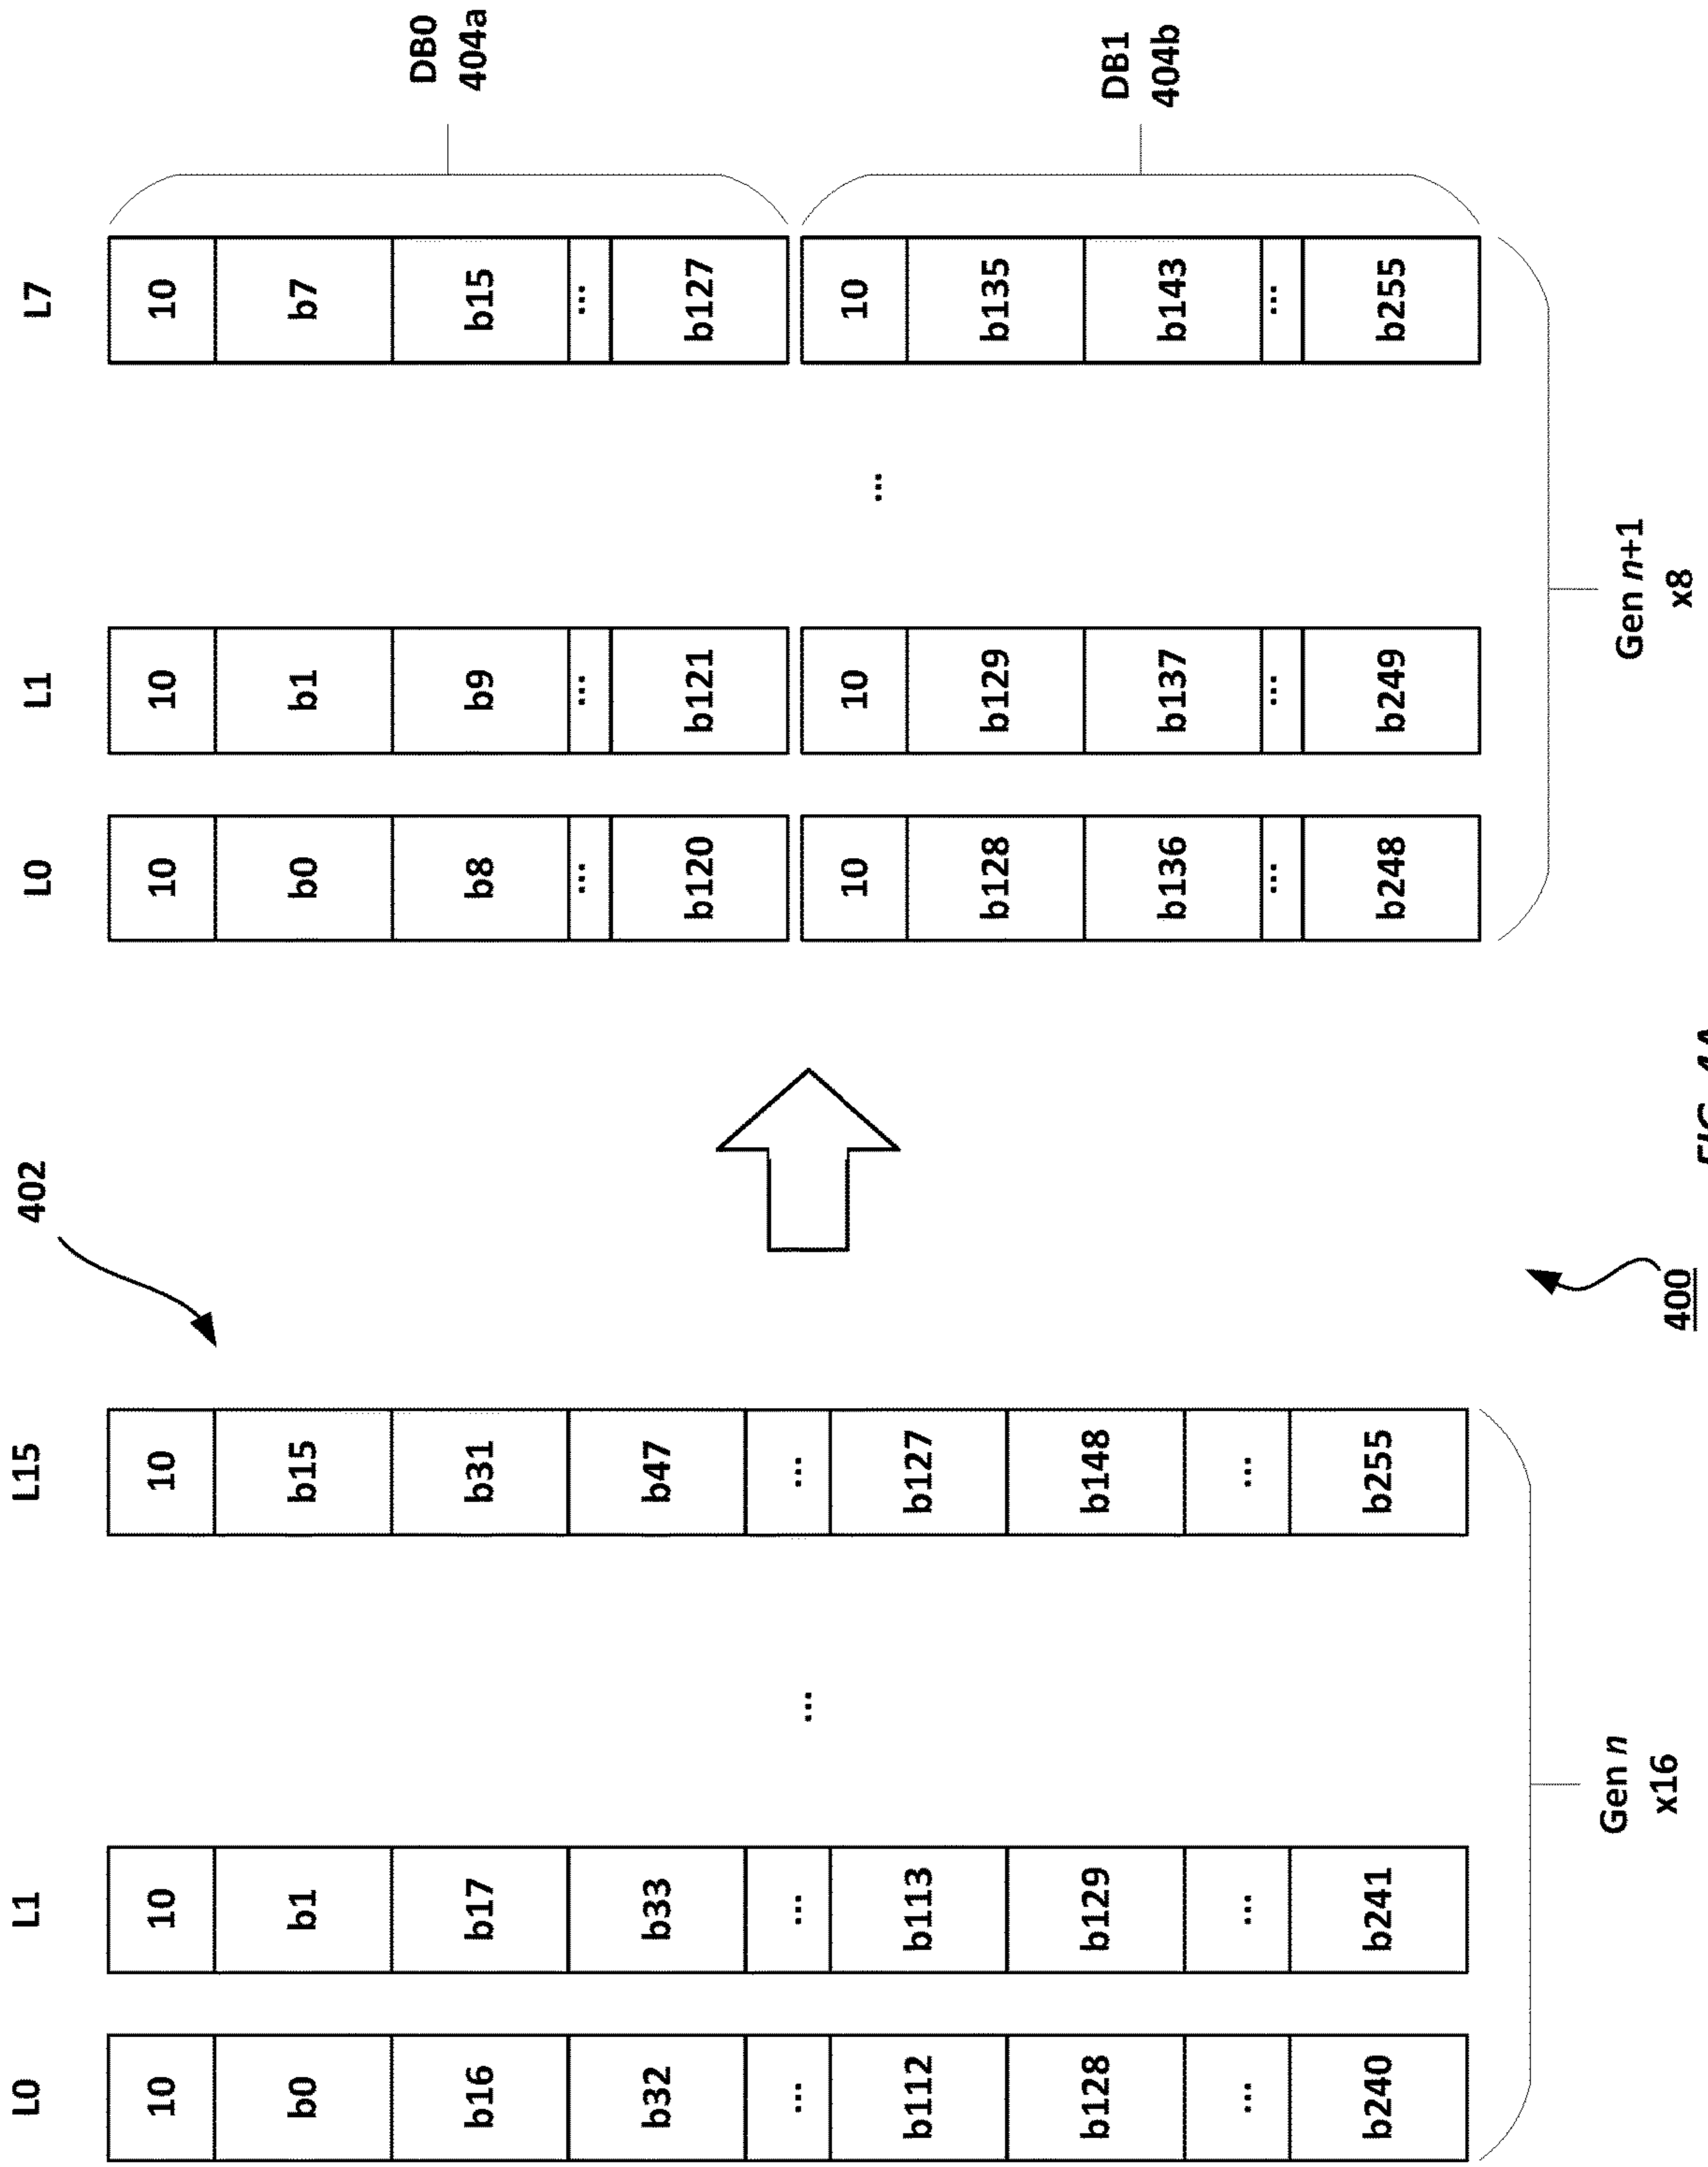 L0 L1 L15
402
10 10 10
b0 b1 b15
b16 b17 b31
b32 b33 b47
... ... ...
...
b112 b113 b127
b128 b129 b148
... ... ...
b240 b241 b255
Gen n
x16
L0 L1 L7
10 10 10
b0 b1 b7
b8 b9 b15
... ... ...
b120 b121 b127
DB0
404a
...
10 10 10
b128 b129 b135
b136 b137 b143
... ... ...
b248 b249 b255
DB1
404b
Gen n+1
x8
400
FIG. 4A